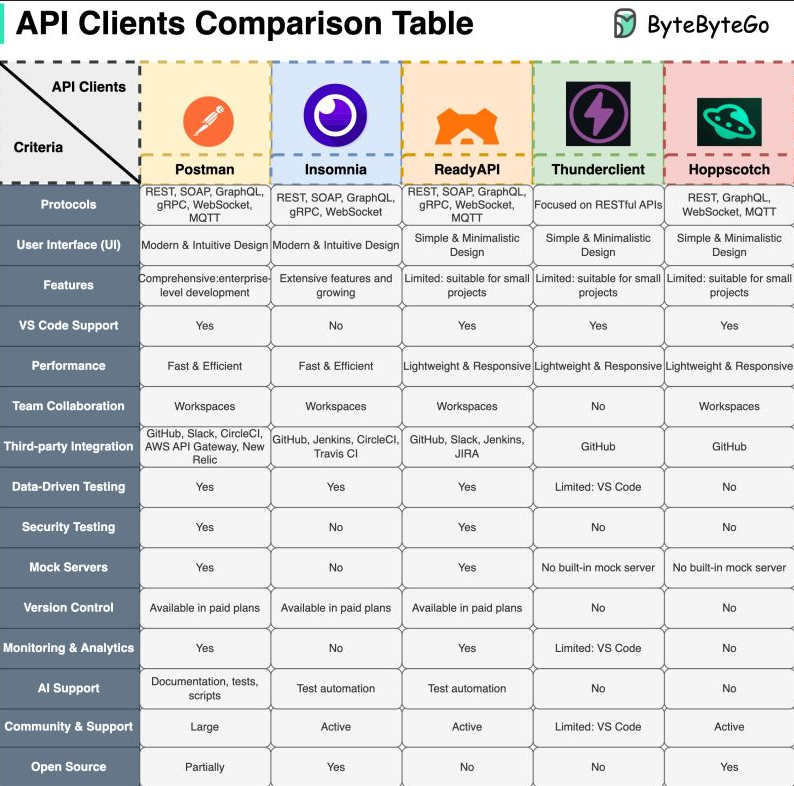 API Clients Comparison Table
ByteByteGo
API Clients
Criteria
Postman
Insomnia
ReadyAPI
Thunderclient
Hoppscotch
Protocols
REST, SOAP, GraphQL,
gRPC, WebSocket,
MQTT
REST, SOAP, GraphQL,
gRPC, WebSocket
REST, SOAP, GraphQL,
gRPC, WebSocket,
MQTT
Focused on RESTful APIs
REST, GraphQL,
WebSocket, MQTT
User Interface (UI)
Modern & Intuitive Design
Modern & Intuitive Design
Simple & Minimalistic
Design
Simple & Minimalistic
Design
Simple & Minimalistic
Design
Features
Comprehensive:enterprise-
level development
Extensive features and
growing
Limited: suitable for small
projects
Limited: suitable for small
projects
Limited: suitable for small
projects
VS Code Support
Yes
No
Yes
Yes
Yes
Performance
Fast & Efficient
Fast & Efficient
Lightweight & Responsive
Lightweight & Responsive
Lightweight & Responsive
Team Collaboration
Workspaces
Workspaces
Workspaces
No
Workspaces
Third-party Integration
GitHub, Slack, CircleCI,
AWS API Gateway, New
Relic
GitHub, Jenkins, CircleCI,
Travis CI
GitHub, Slack, Jenkins,
JIRA
GitHub
GitHub
Data-Driven Testing
Yes
Yes
Yes
Limited: VS Code
No
Security Testing
Yes
No
Yes
No
No
Mock Servers
Yes
No
Yes
No built-in mock server
No built-in mock server
Version Control
Available in paid plans
Available in paid plans
Available in paid plans
No
No
Monitoring & Analytics
Yes
No
Yes
Limited: VS Code
No
AI Support
Documentation, tests,
scripts
Test automation
Test automation
No
No
Community & Support
Large
Active
Active
Limited: VS Code
Active
Open Source
Partially
Yes
No
No
Yes